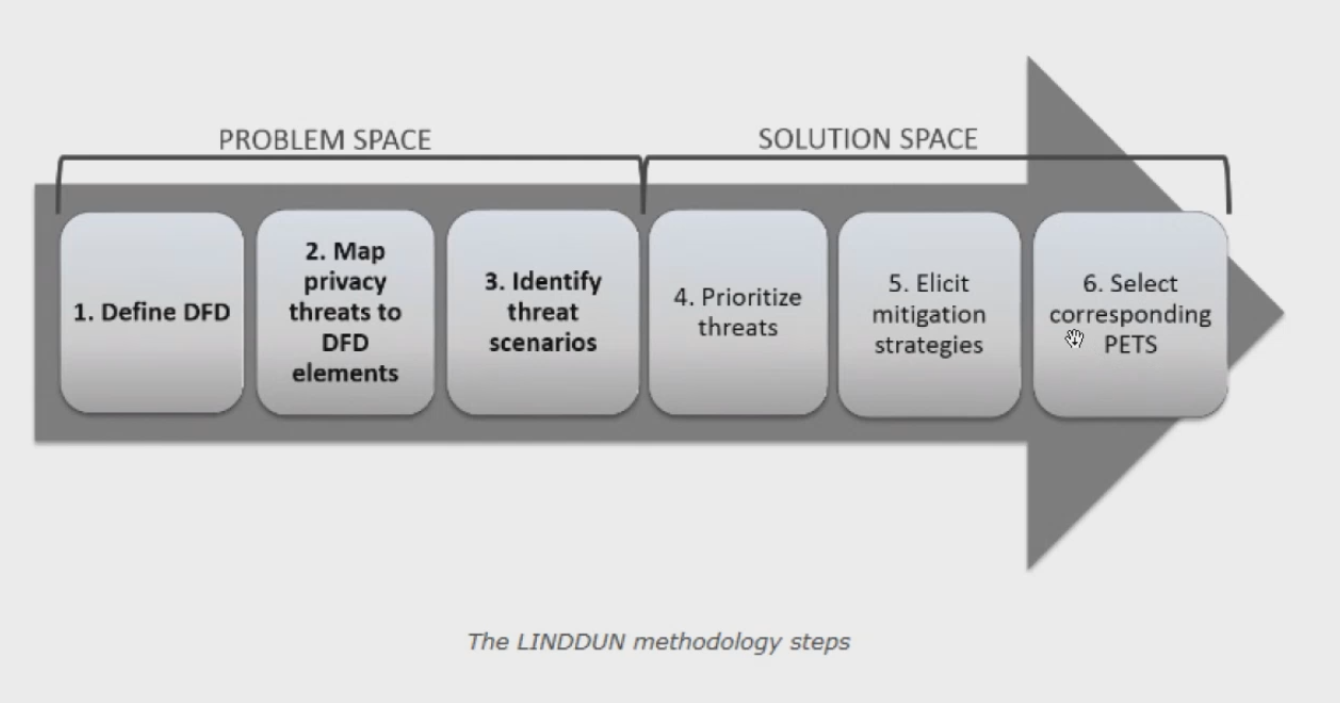 PROBLEM SPACE
SOLUTION SPACE
1. Define DFD
2. Map
privacy
threats to
DFD
elements
3. Identify
threat
scenarios
4. Prioritize
threats
5. Elicit
mitigation
strategies
6. Select
corresponding
PETS
The LINDDUN methodology steps